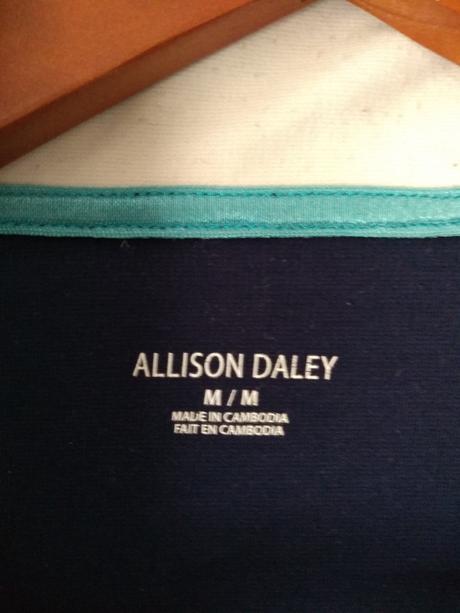 ALLISON DALEY
M / M
MADE IN CAMBODIA
FAIT EN CAMBODIA